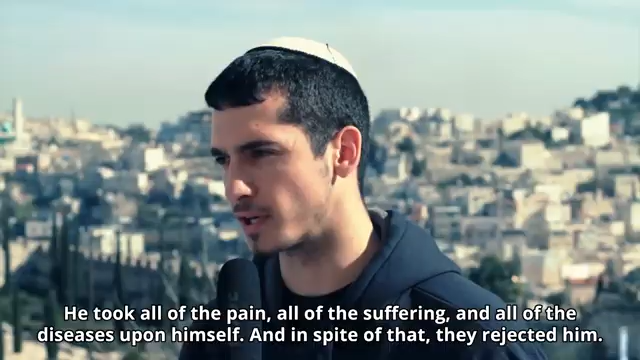 He took all of the pain, all of the suffering, and all of the
diseases upon himself. And in spite of that, they rejected him.